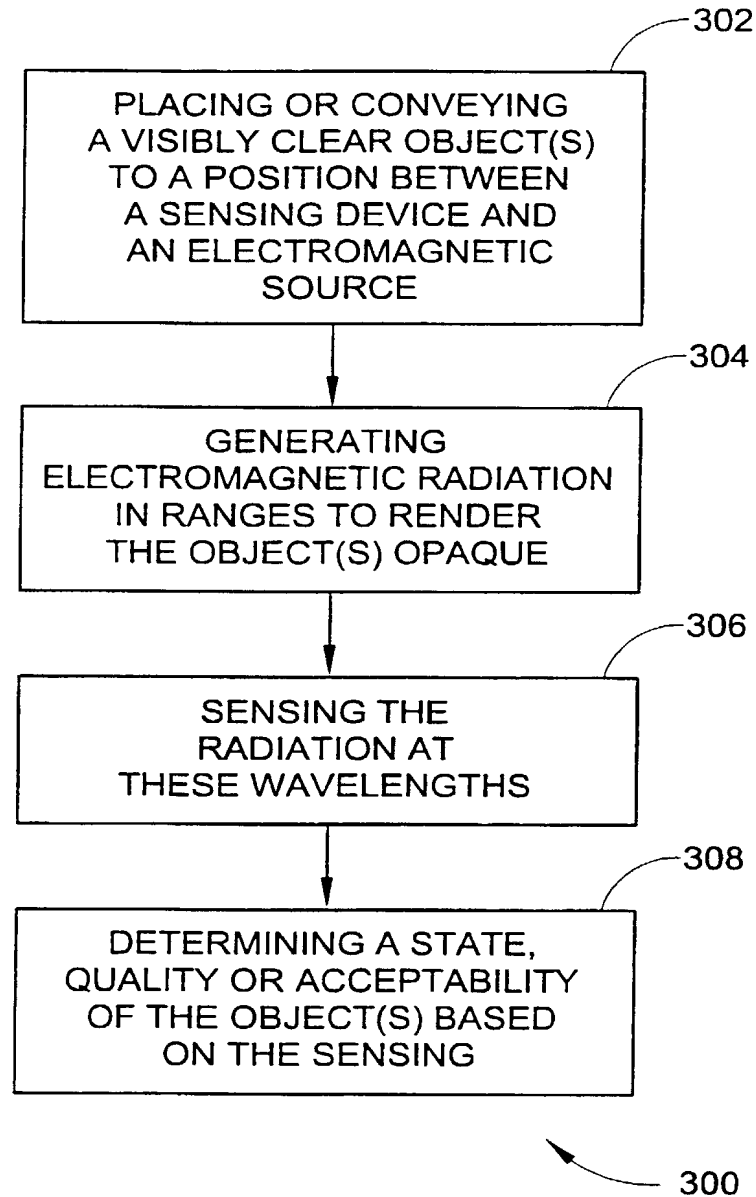 302
PLACING OR CONVEYING
A VISIBLY CLEAR OBJECT(S)
TO A POSITION BETWEEN
A SENSING DEVICE AND
AN ELECTROMAGNETIC
SOURCE
304
GENERATING
ELECTROMAGNETIC RADIATION
IN RANGES TO RENDER
THE OBJECT(S) OPAQUE
306
SENSING THE
RADIATION AT
THESE WAVELENGTHS
308
DETERMINING A STATE,
QUALITY OR ACCEPTABILITY
OF THE OBJECT(S) BASED
ON THE SENSING
300